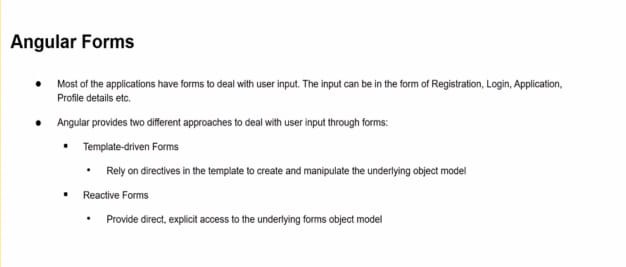 Angular Forms
Most of the applications have forms to deal with user input. The input can be in the form of Registration, Login, Application,
Profile details etc.
Angular provides two different approaches to deal with user input through forms:
Template-driven Forms
Rely on directives in the template to create and manipulate the underlying object model
Reactive Forms
Provide direct, explicit access to the underlying forms object model